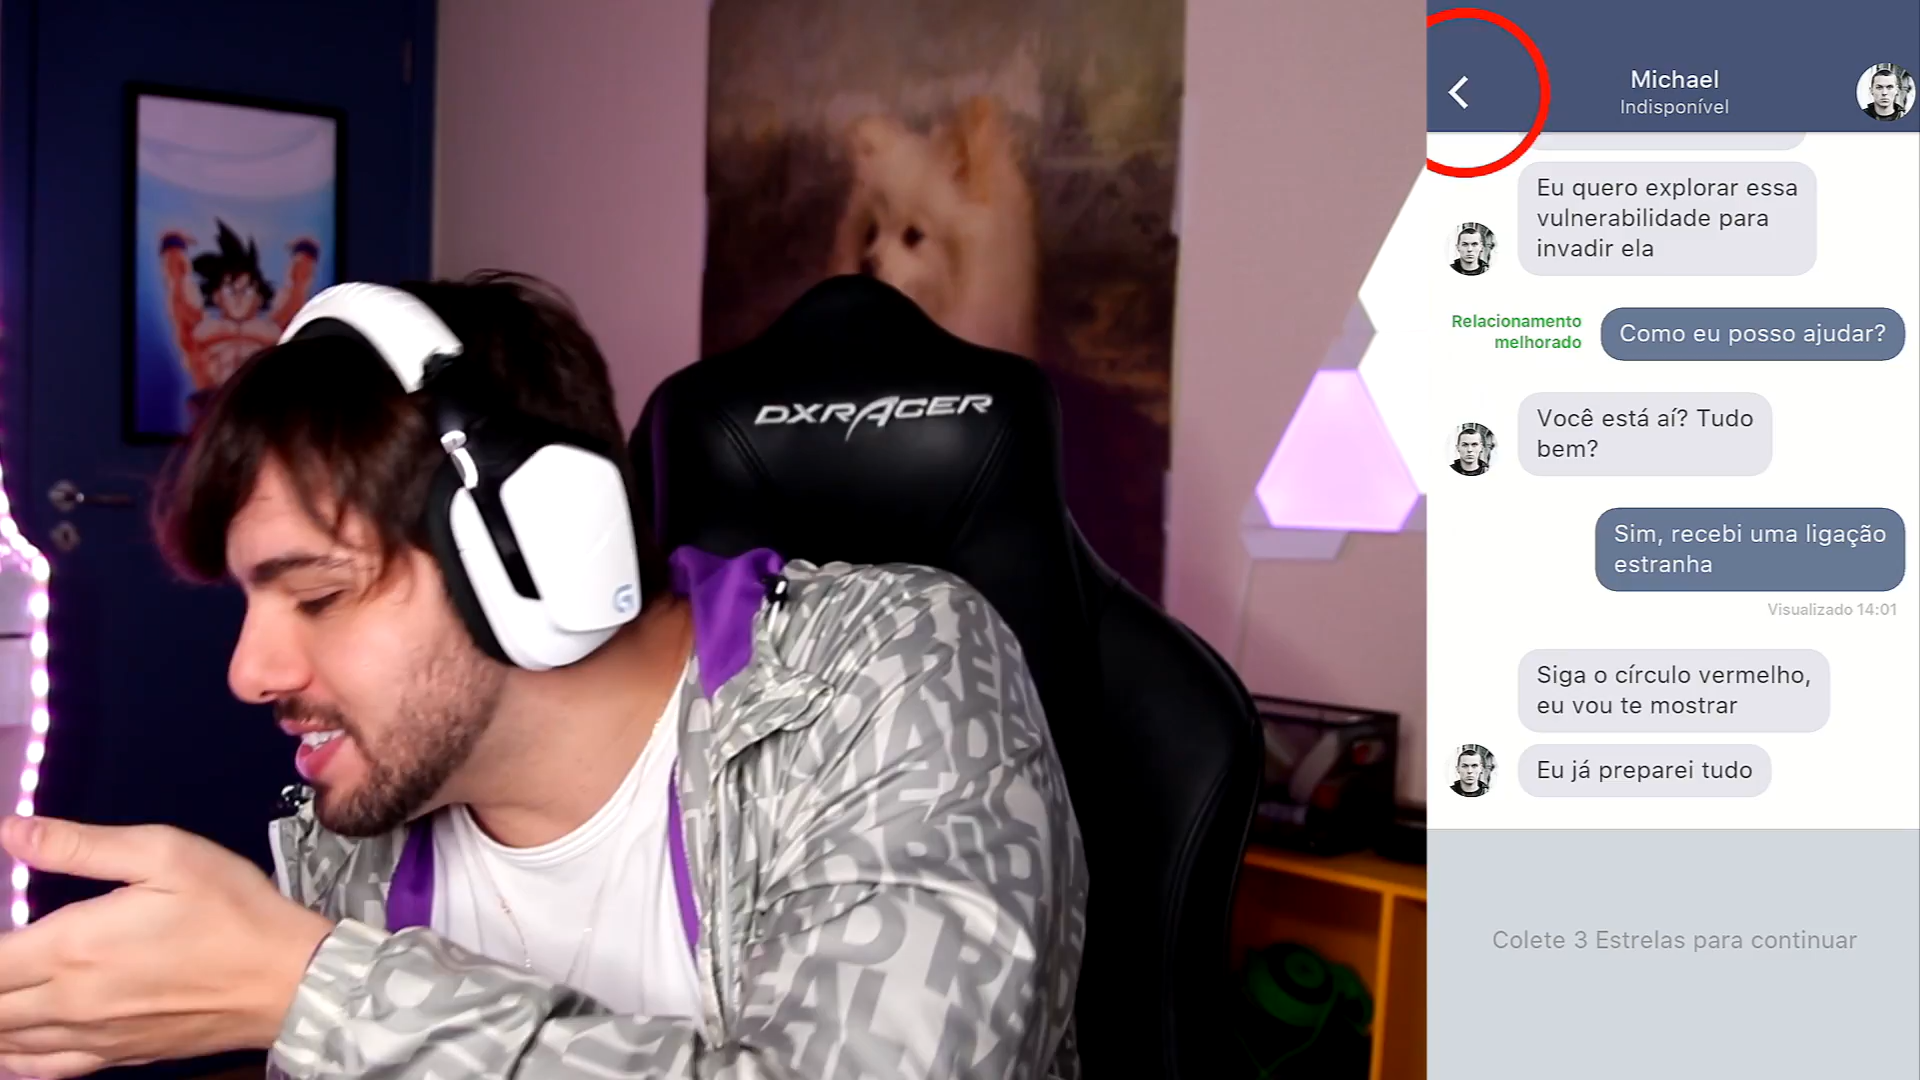 DXRACER
G
Michael
Indisponível
Eu quero explorar essa
vulnerabilidade para
invadir ela
Relacionamento
melhorado
Como eu posso ajudar?
Você está aí? Tudo
bem?
Sim, recebi uma ligação
estranha
Visualizado 14:01
Siga o círculo vermelho,
eu vou te mostrar
Eu já preparei tudo
Colete 3 Estrelas para continuar